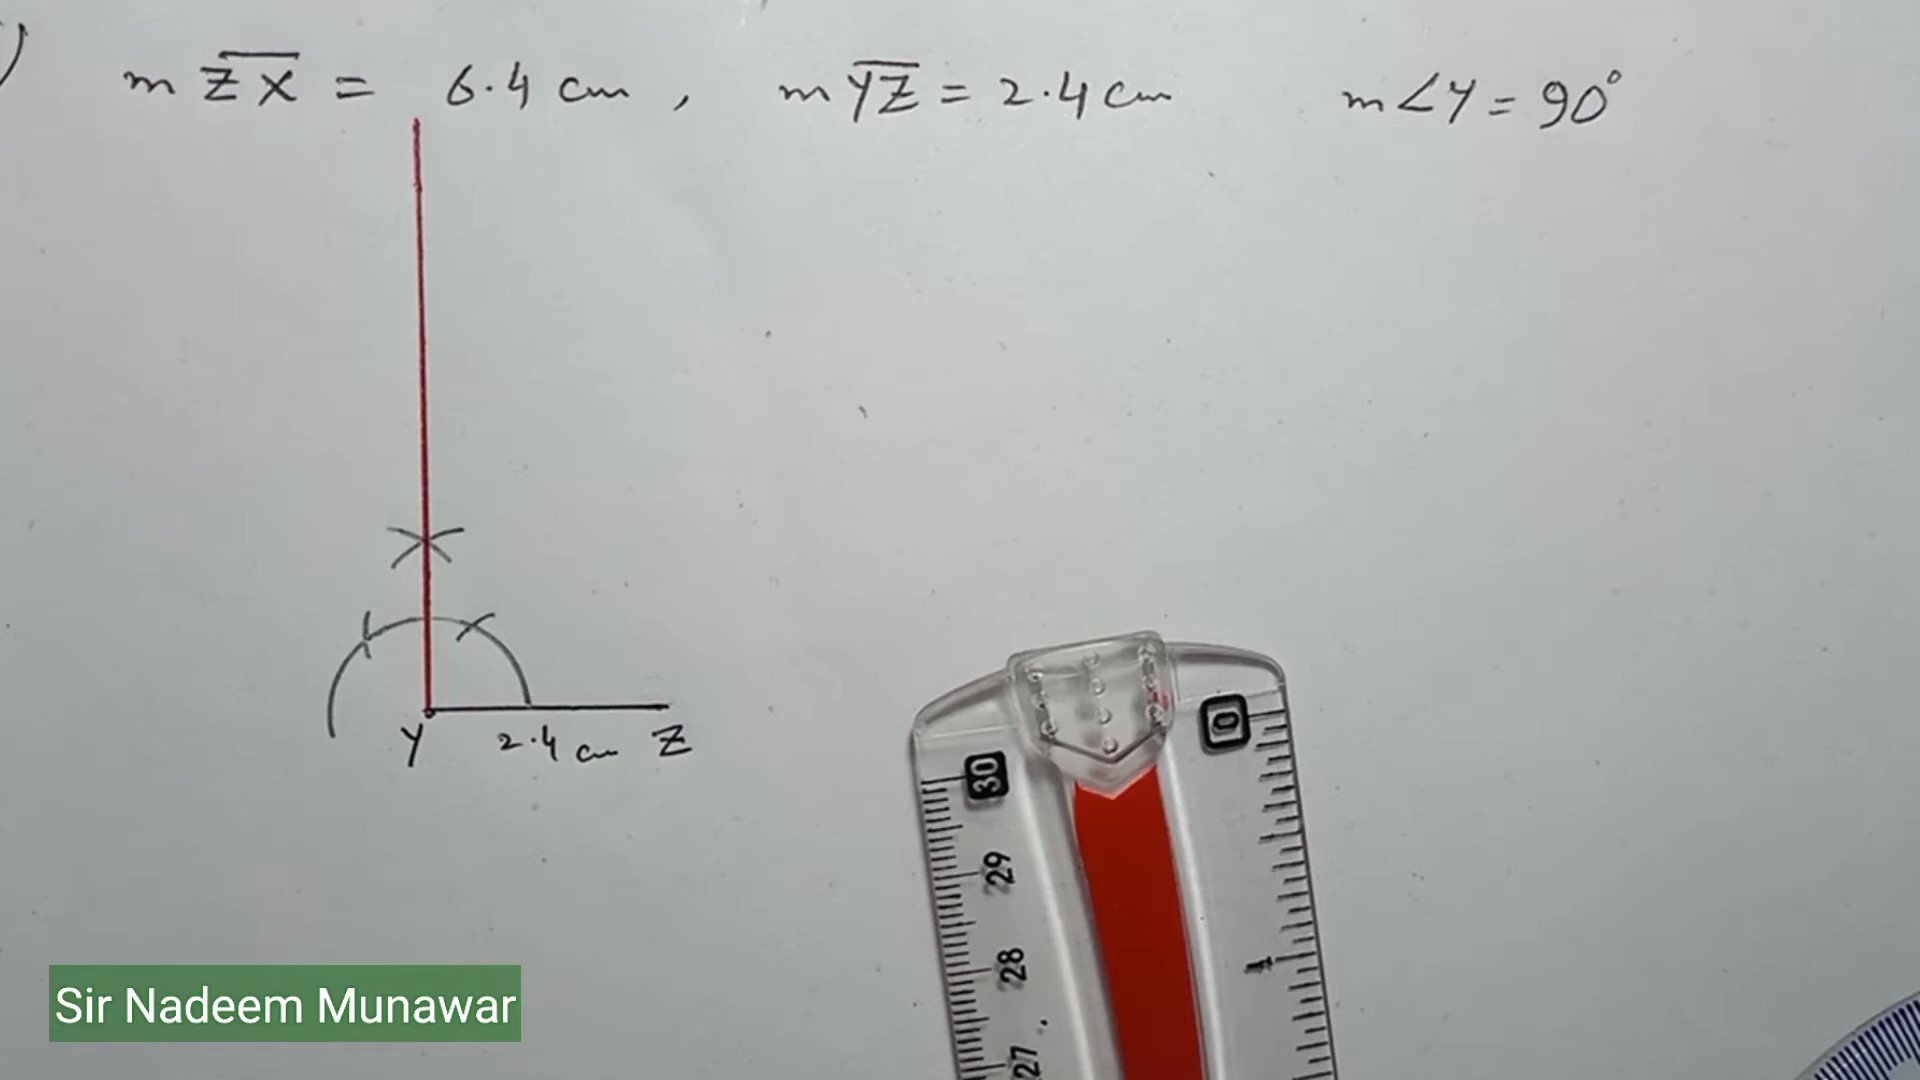 )
m ZX = 6.4 cm , m YZ = 2.4 cm m∠Y = 90°
Y 2.4 cm Z
0
30
29
28
1
27
Sir Nadeem Munawar